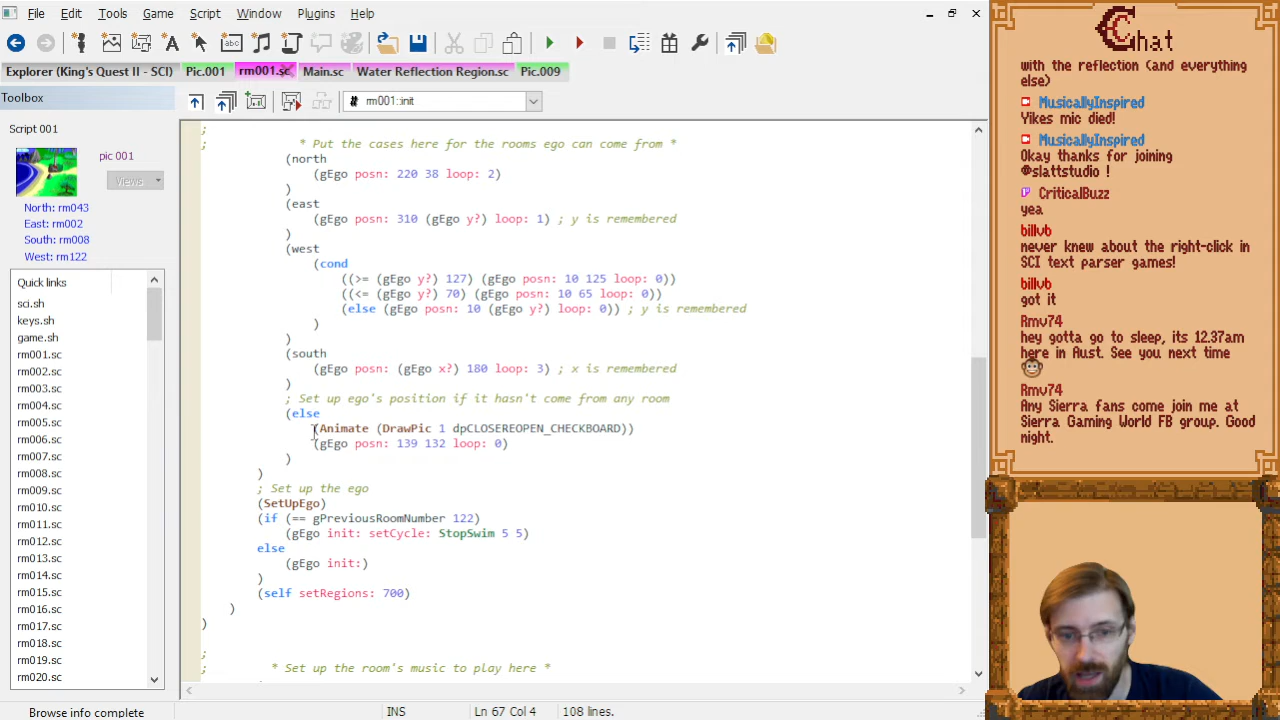 File Edit Tools Game Script Window Plugins Help
Explorer (King's Quest II - SCI) Pic.001 rm001.sc Main.sc Water Reflection Region.sc Pic.009
Toolbox
rm001::init
Script 001
pic 001
Views
North: rm043
East: rm002
South: rm008
West: rm122
Quick links
sci.sh
keys.sh
game.sh
rm001.sc
rm002.sc
rm003.sc
rm004.sc
rm005.sc
rm006.sc
rm007.sc
rm008.sc
rm009.sc
rm010.sc
rm011.sc
rm012.sc
rm013.sc
rm014.sc
rm015.sc
rm016.sc
rm017.sc
rm018.sc
rm019.sc
rm020.sc
;
; * Put the cases here for the rooms ego can come from *
(north
(gEgo posn: 220 38 loop: 2)
)
(east
(gEgo posn: 310 (gEgo y?) loop: 1) ; y is remembered
)
(west
(cond
((>= (gEgo y?) 127) (gEgo posn: 10 125 loop: 0))
((<= (gEgo y?) 70) (gEgo posn: 10 65 loop: 0))
(else (gEgo posn: 10 (gEgo y?) loop: 0)) ; y is remembered
)
)
(south
(gEgo posn: (gEgo x?) 180 loop: 3) ; x is remembered
)
; Set up ego's position if it hasn't come from any room
(else
(Animate (DrawPic 1 dpCLOSEREOPEN_CHECKBOARD))
(gEgo posn: 139 132 loop: 0)
)
)
; Set up the ego
(SetUpEgo)
(if (== gPreviousRoomNumber 122)
(gEgo init: setCycle: StopSwim 5 5)
else
(gEgo init:)
)
(self setRegions: 700)
)
)
;
; * Set up the room's music to play here *
Browse info complete
INS
Ln 67 Col 4
108 lines.
Chat
with the reflection (and everything
else)
MusicallyInspired
Yikes mic died!
MusicallyInspired
Okay thanks for joining
@slattstudio !
CriticalBuzz
yea
billvb
never knew about the right-click in
SCI text parser games!
billvb
got it
Rmv74
hey gotta go to sleep, its 12.37am
here in Aust. See you next time
Rmv74
Any Sierra fans come join me at
Sierra Gaming World FB group. Good
night.